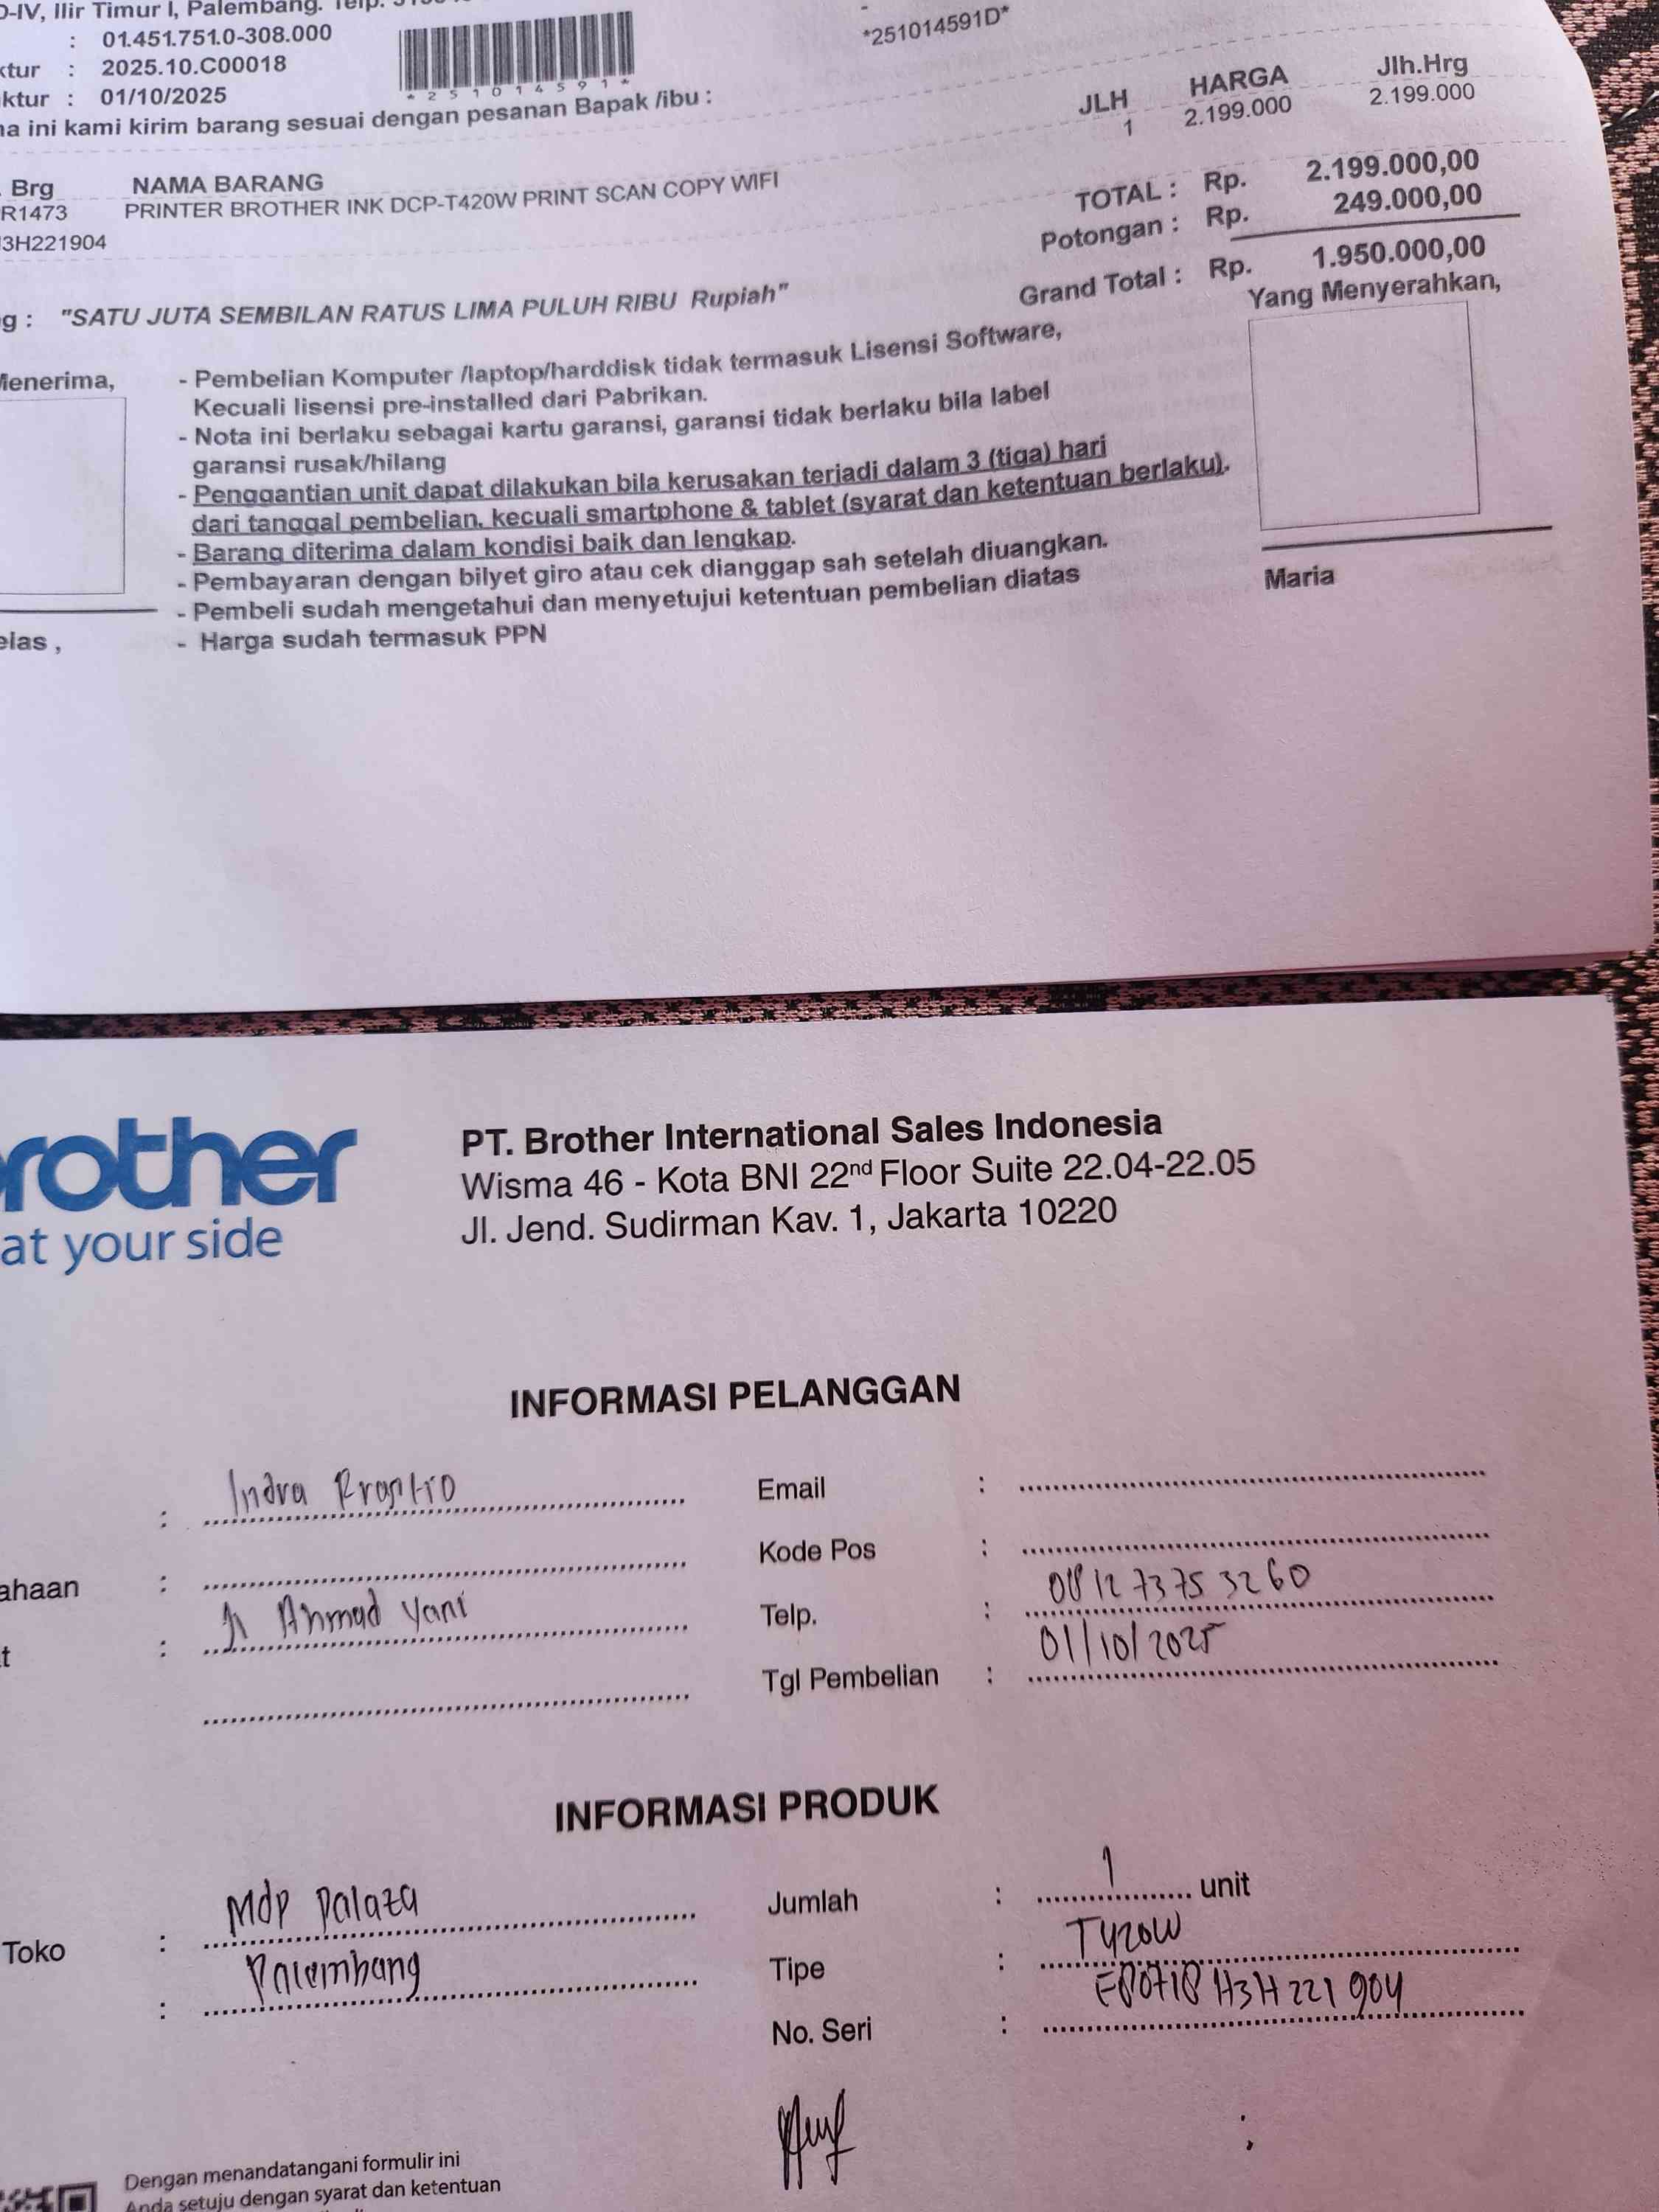 D-IV, Ilir Timur I, Palembang. Telp.
: 01.451.751.0-308.000
ktur : 2025.10.C00018
ktur : 01/10/2025
*251014591*
*251014591D*
na ini kami kirim barang sesuai dengan pesanan Bapak /ibu :
JLH HARGA Jlh.Hrg
1 2.199.000 2.199.000
Brg NAMA BARANG
R1473 PRINTER BROTHER INK DCP-T420W PRINT SCAN COPY WIFI
3H221904
TOTAL : Rp. 2.199.000,00
Potongan : Rp. 249.000,00
Grand Total : Rp. 1.950.000,00
g : "SATU JUTA SEMBILAN RATUS LIMA PULUH RIBU Rupiah"
Yang Menyerahkan,
Menerima,
- Pembelian Komputer /laptop/harddisk tidak termasuk Lisensi Software,
Kecuali lisensi pre-installed dari Pabrikan.
- Nota ini berlaku sebagai kartu garansi, garansi tidak berlaku bila label
garansi rusak/hilang
- Penggantian unit dapat dilakukan bila kerusakan terjadi dalam 3 (tiga) hari
dari tanggal pembelian, kecuali smartphone & tablet (syarat dan ketentuan berlaku).
- Barang diterima dalam kondisi baik dan lengkap.
- Pembayaran dengan bilyet giro atau cek dianggap sah setelah diuangkan.
- Pembeli sudah mengetahui dan menyetujui ketentuan pembelian diatas
- Harga sudah termasuk PPN
elas ,
Maria
brother
at your side
PT. Brother International Sales Indonesia
Wisma 46 - Kota BNI 22nd Floor Suite 22.04-22.05
Jl. Jend. Sudirman Kav. 1, Jakarta 10220
INFORMASI PELANGGAN
: Indra
Email :
ahaan :
Kode Pos :
t : Jl Ahmad Yani
Telp. : 081273753260
Tgl Pembelian : 01/10/2025
INFORMASI PRODUK
Toko : Mdp Palaza
Jumlah : 1 unit
: Palembang
Tipe : T420W
No. Seri : E80718H3H221904
Dengan menandatangani formulir ini
Anda setuju dengan syarat dan ketentuan